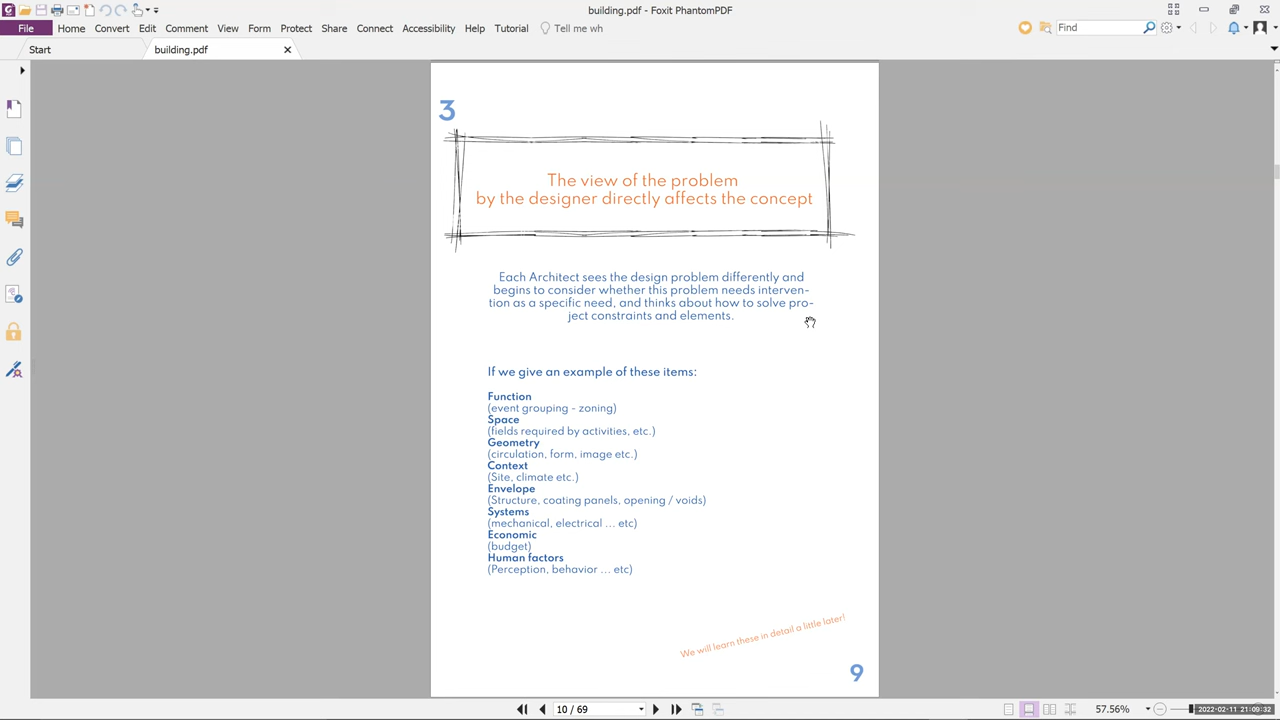 building.pdf - Foxit PhantomPDF
File Home Convert Edit Comment View Form Protect Share Connect Accessibility Help Tutorial Tell me wh Find
Start building.pdf
3
The view of the problem
by the designer directly affects the concept
Each Architect sees the design problem differently and
begins to consider whether this problem needs interven-
tion as a specific need, and thinks about how to solve pro-
ject constraints and elements.
If we give an example of these items:
Function
(event grouping - zoning)
Space
(fields required by activities, etc.)
Geometry
(circulation, form, image etc.)
Context
(Site, climate etc.)
Envelope
(Structure, coating panels, opening / voids)
Systems
(mechanical, electrical ... etc)
Economic
(budget)
Human factors
(Perception, behavior ... etc)
We will learn these in detail a little later!
9
10 / 69 57.56% 2022-02-11 21:09:32